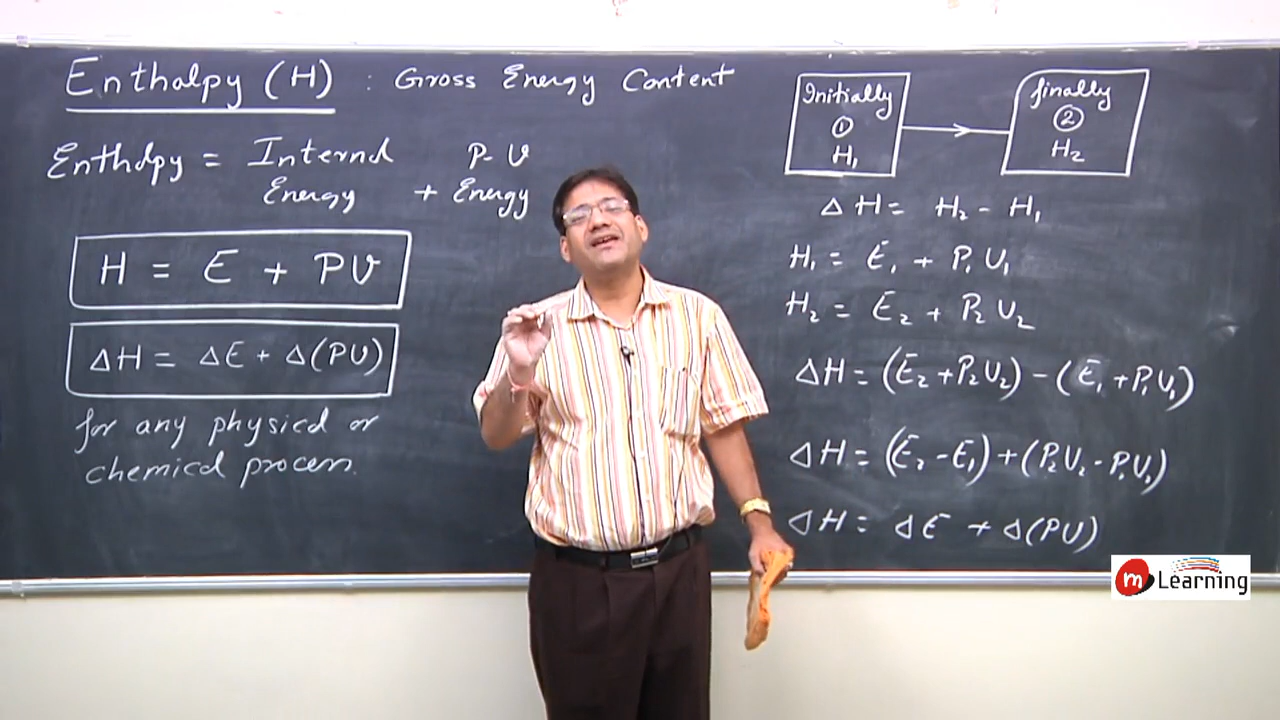 Enthalpy (H) : Gross Energy Content
Enthalpy = Internal Energy + P-V Energy
H = E + PV
ΔH = ΔE + Δ(PV)
for any physical or
chemical process.
Initially
①
H₁
finally
②
H₂
ΔH = H₂ - H₁
H₁ = E₁ + P₁V₁
H₂ = E₂ + P₂V₂
ΔH = (E₂ + P₂V₂) - (E₁ + P₁V₁)
ΔH = (E₂ - E₁) + (P₂V₂ - P₁V₁)
ΔH = ΔE + Δ(PV)
m Learning